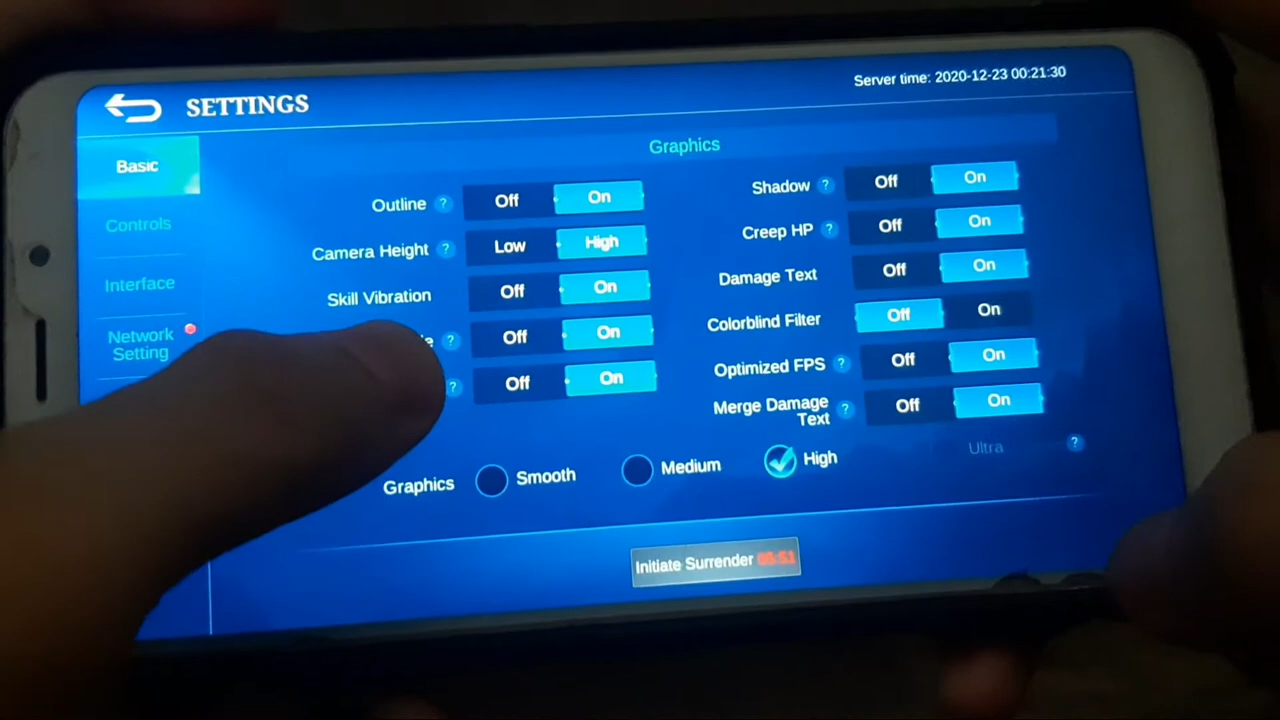 SETTINGS
Server time: 2020-12-23 00:21:30
Basic
Controls
Interface
Network
Setting
Graphics
Outline ? Off On
Camera Height ? Low High
Skill Vibration Off On
? Off On
? Off On
Shadow ? Off On
Creep HP ? Off On
Damage Text Off On
Colorblind Filter Off On
Optimized FPS ? Off On
Merge Damage
Text ? Off On
Graphics Smooth Medium High Ultra ?
Initiate Surrender 05:51